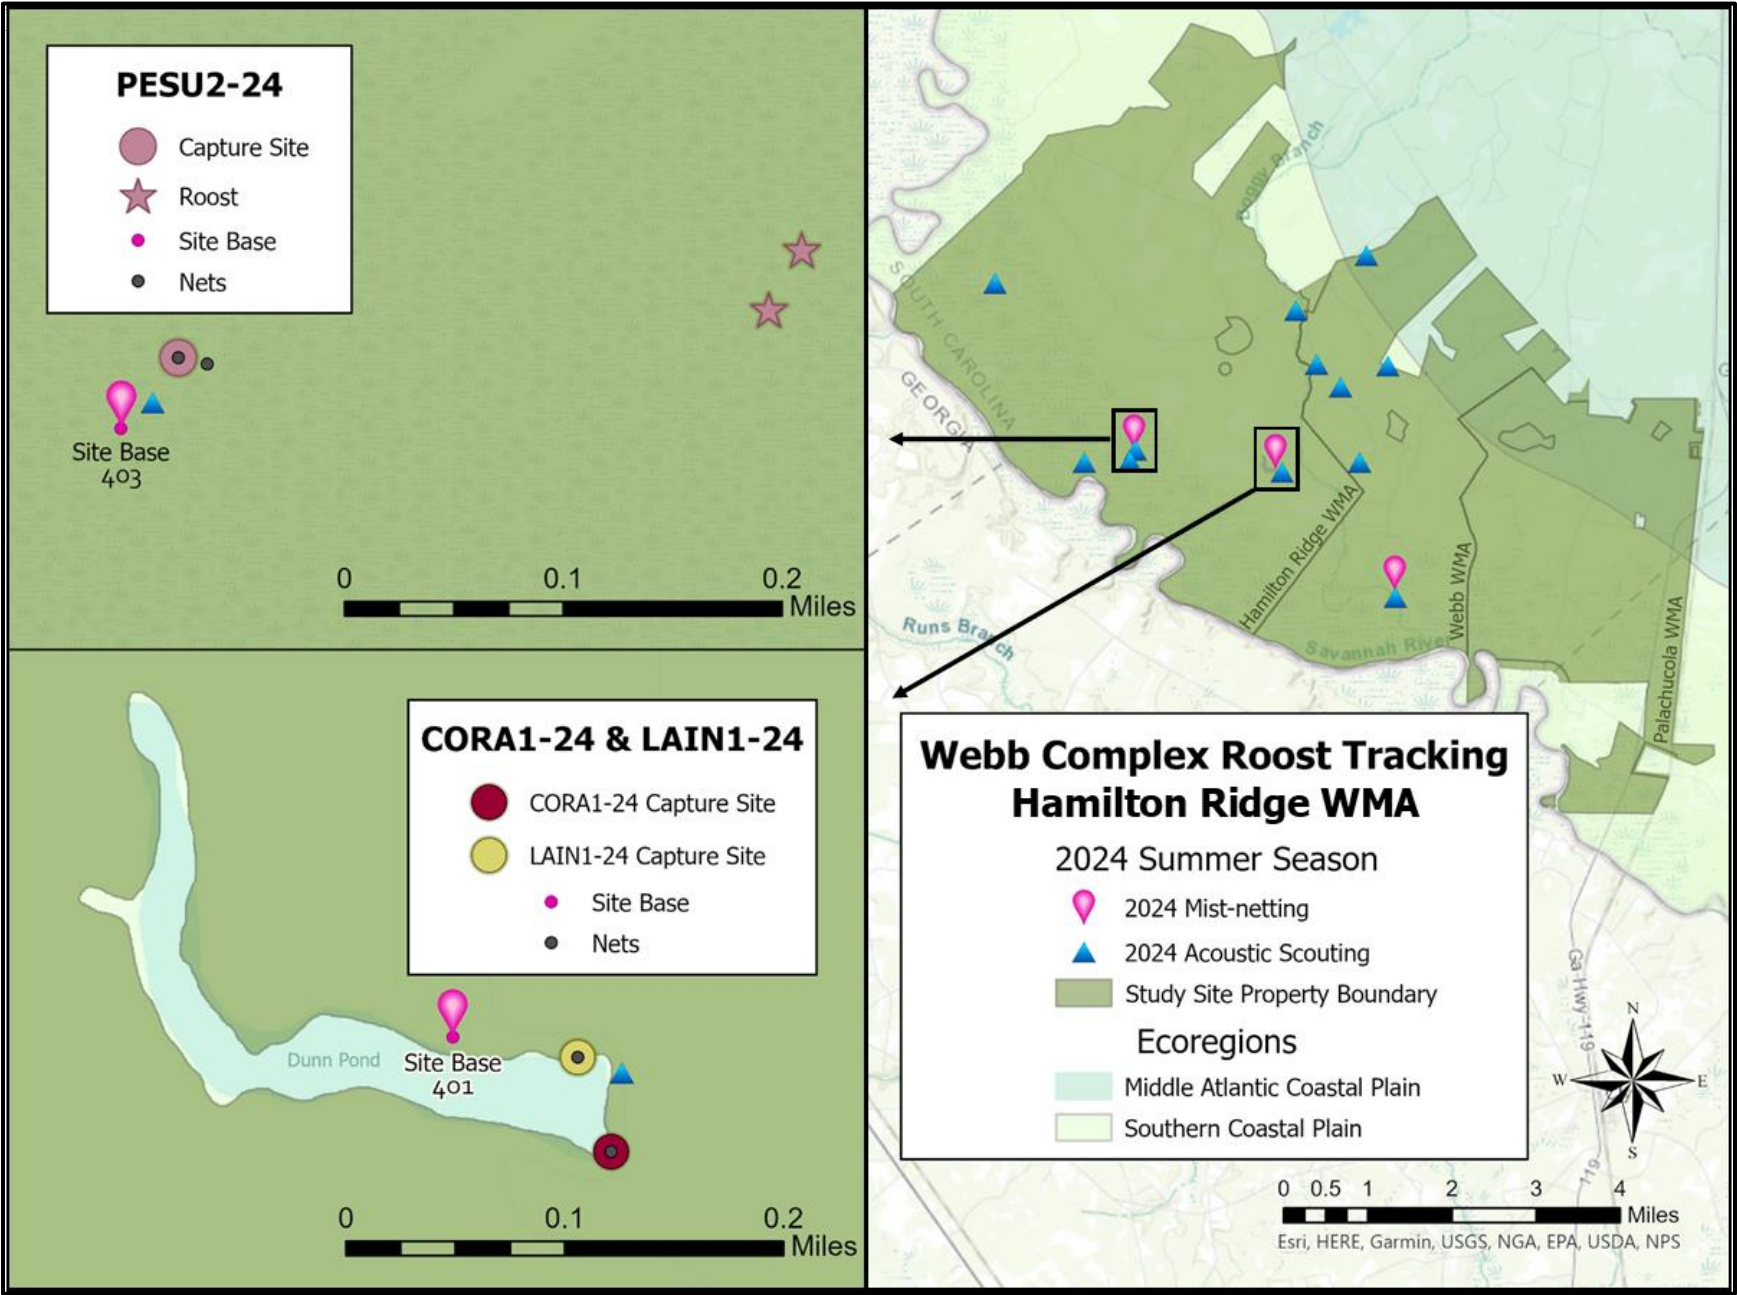 PESU2-24
Capture Site
Roost
Site Base
Nets
Site Base
403
0 0.1 0.2
Miles
CORA1-24 & LAIN1-24
CORA1-24 Capture Site
LAIN1-24 Capture Site
Site Base
Nets
Dunn Pond
Site Base
401
0 0.1 0.2
Miles
Boggy Branch
SOUTH CAROLINA
GEORGIA
Hamilton Ridge WMA
Webb WMA
Palachucola WMA
Runs Branch
Savannah River
Webb Complex Roost Tracking
Hamilton Ridge WMA
2024 Summer Season
2024 Mist-netting
2024 Acoustic Scouting
Study Site Property Boundary
Ecoregions
Middle Atlantic Coastal Plain
Southern Coastal Plain
Ga Hwy 119
119
N
W E
S
0 0.5 1 2 3 4
Miles
Esri, HERE, Garmin, USGS, NGA, EPA, USDA, NPS